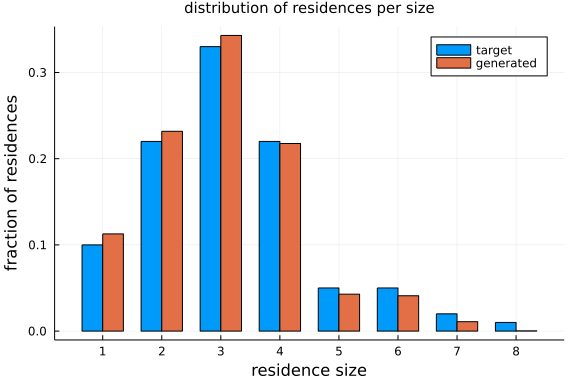 distribution of residences per size
target
generated
fraction of residences
0.3
0.2
0.1
0.0
1 2 3 4 5 6 7 8
residence size